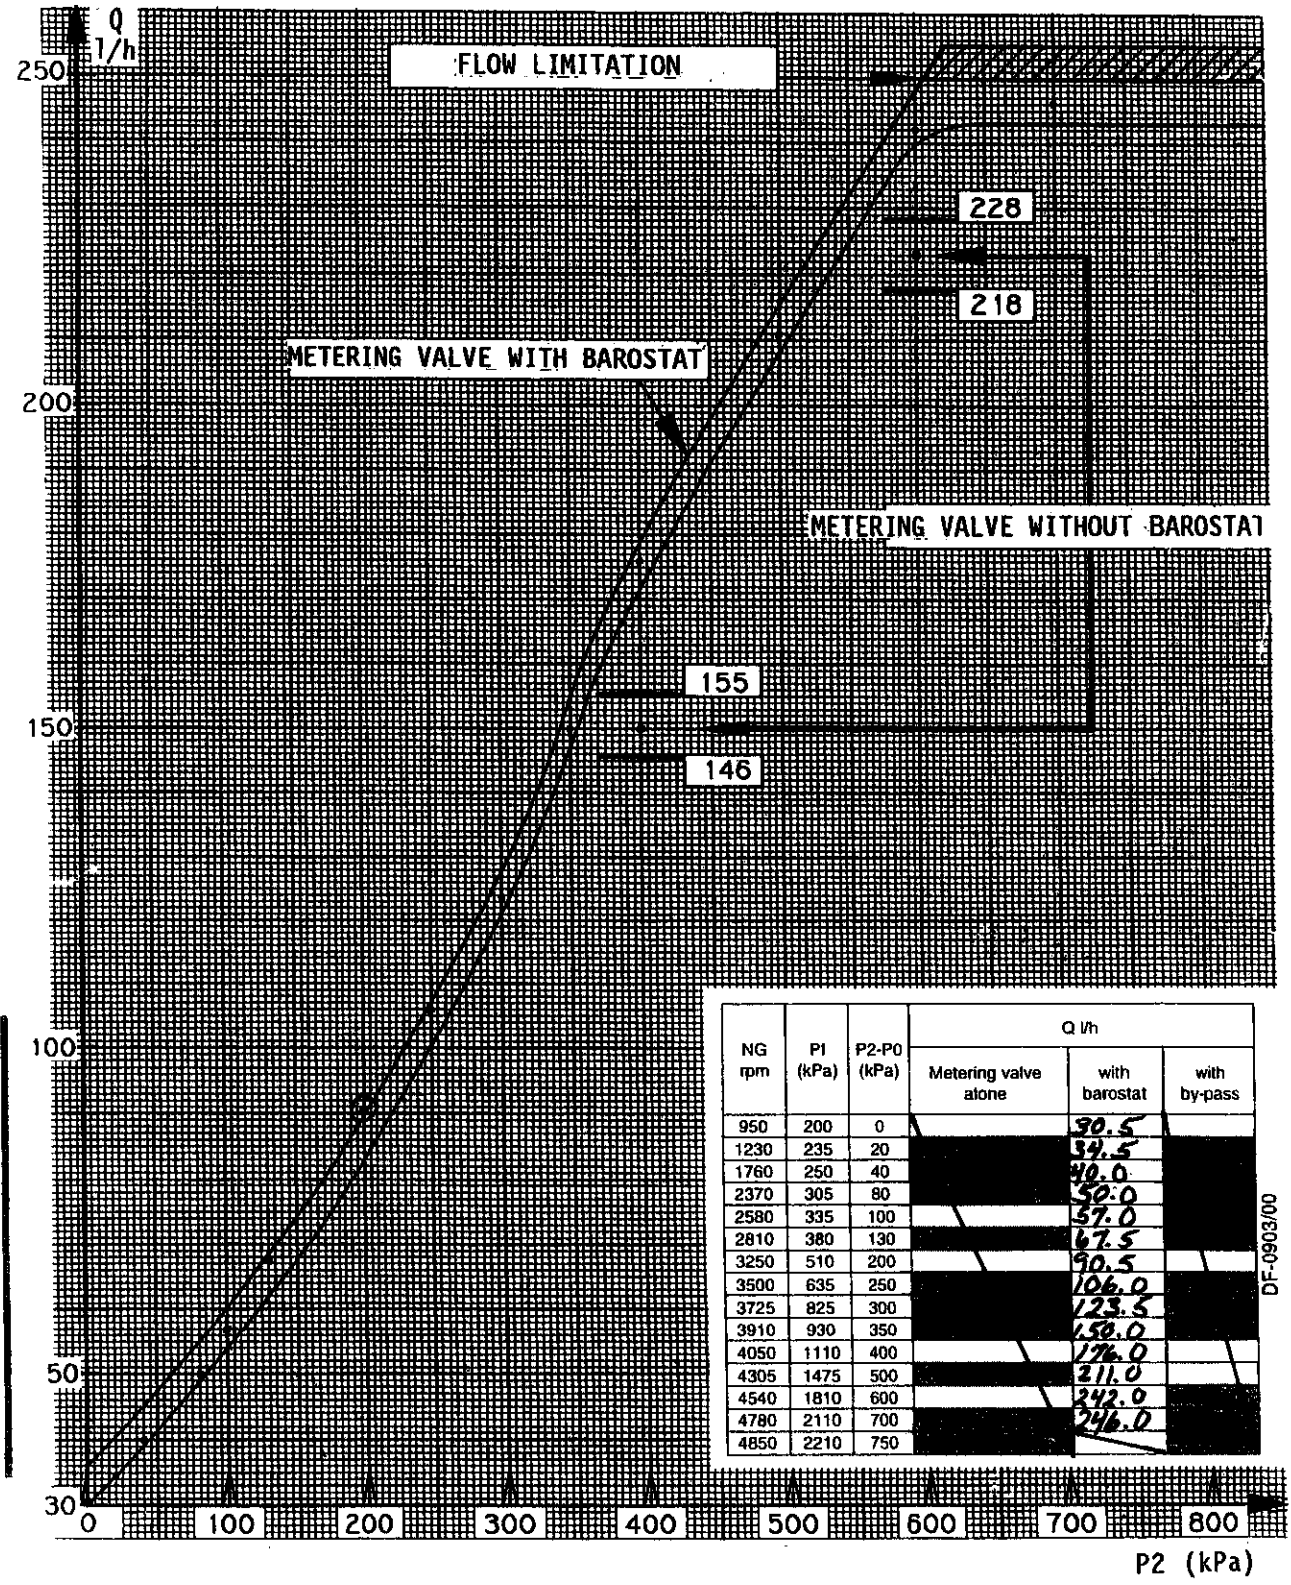 Q
l/h
250
FLOW LIMITATION
228
218
METERING VALVE WITH BAROSTAT
200
METERING VALVE WITHOUT BAROSTAT
155
150
146
100
Q l/h
NG rpm P1 (kPa) P2-P0 (kPa) Metering valve alone with barostat with by-pass
950 200 0 30.5
1230 235 20 34.5
1760 250 40 40.0
2370 305 80 50.0
2580 335 100 57.0
2810 380 130 67.5
3250 510 200 90.5
3500 635 250 106.0
3725 825 300 123.5
3910 930 350 150.0
4050 1110 400 176.0
4305 1475 500 211.0
4540 1810 600 242.0
4780 2110 700 246.0
4850 2210 750
DF-0903/00
50
30
0 100 200 300 400 500 600 700 800
P2 (kPa)